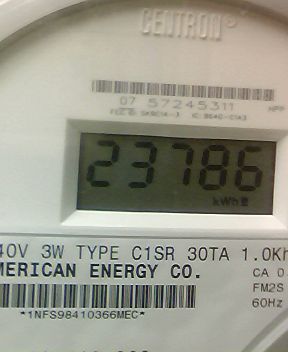 CENTRON®
07 57245311
23786
kWh
40V 3W TYPE C1SR 30TA 1.0Kh
MERICAN ENERGY CO.
CA 0
FM2S
*1NFS98410366MEC*
60Hz